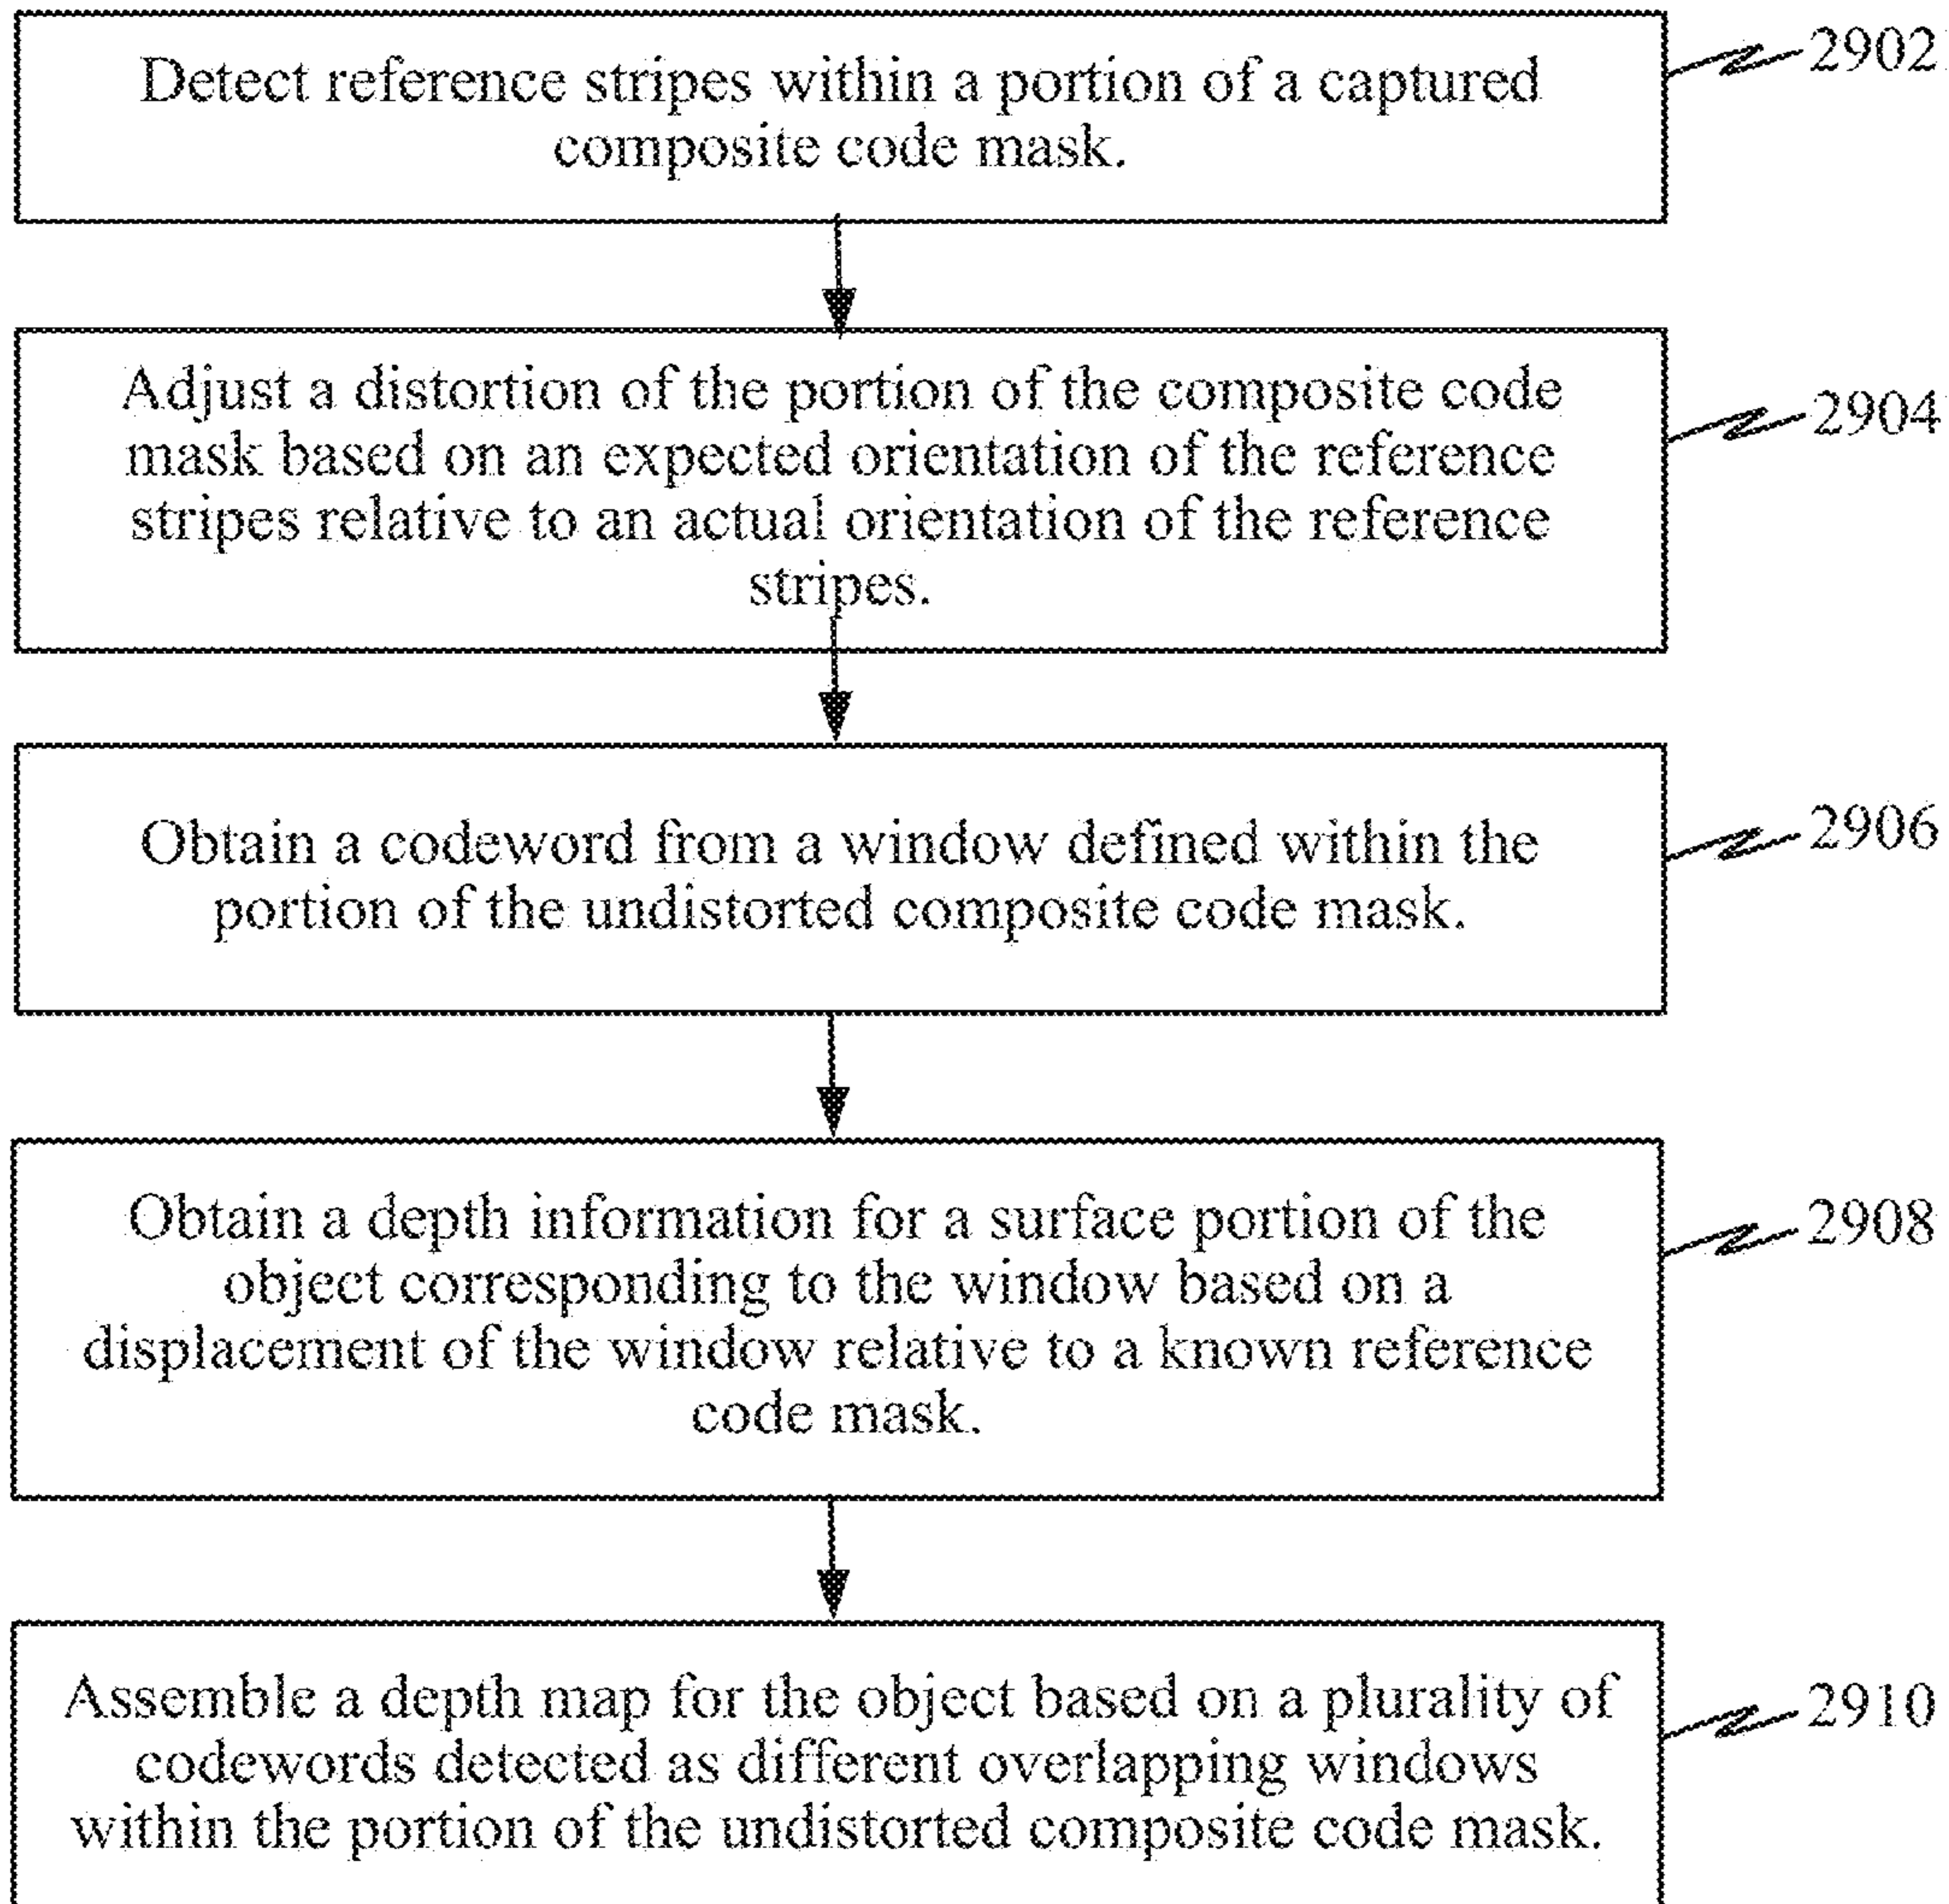 Detect reference stripes within a portion of a captured
composite code mask.
2902
Adjust a distortion of the portion of the composite code
mask based on an expected orientation of the reference
stripes relative to an actual orientation of the reference
stripes.
2904
Obtain a codeword from a window defined within the
portion of the undistorted composite code mask.
2906
Obtain a depth information for a surface portion of the
object corresponding to the window based on a
displacement of the window relative to a known reference
code mask.
2908
Assemble a depth map for the object based on a plurality of
codewords detected as different overlapping windows
within the portion of the undistorted composite code mask.
2910